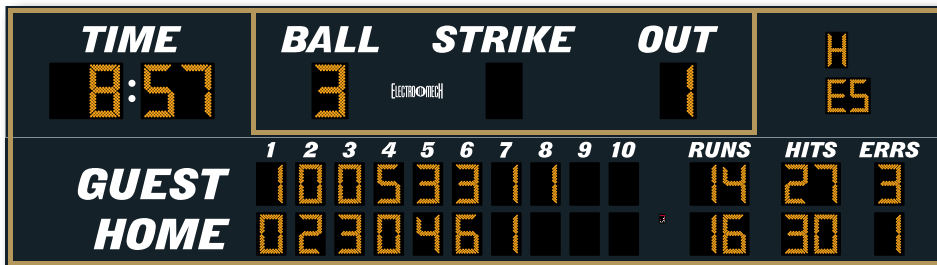 TIME BALL STRIKE OUT H
8:57 3 ELECTRO-MECH 1 E5
1 2 3 4 5 6 7 8 9 10 RUNS HITS ERRS
GUEST 1 0 0 5 3 3 1 1 14 27 3
HOME 0 2 3 0 4 6 1 16 30 1